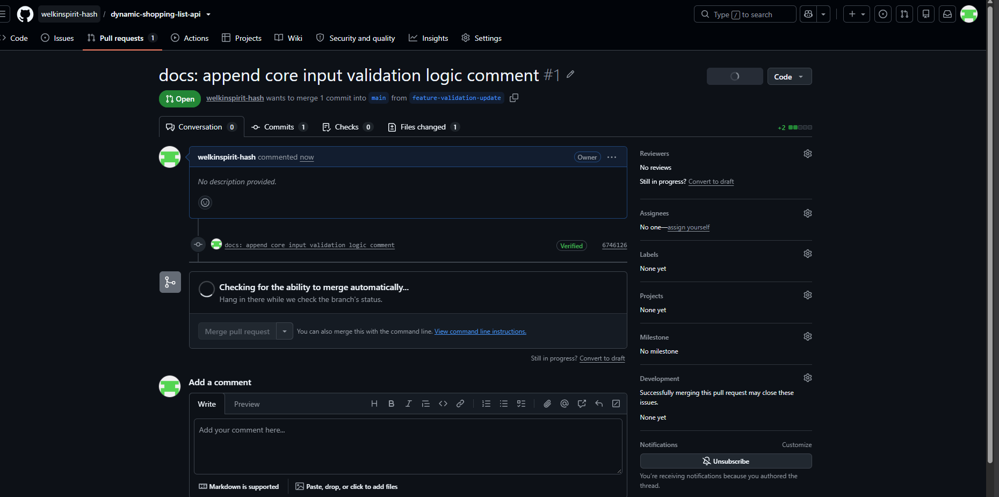 welkinspirit-hash / dynamic-shopping-list-api
Type / to search
Code
Issues
Pull requests 1
Actions
Projects
Wiki
Security and quality
Insights
Settings
docs: append core input validation logic comment #1
Code
Open
welkinspirit-hash wants to merge 1 commit into main from feature-validation-update
Conversation 0
Commits 1
Checks 0
Files changed 1
+2
welkinspirit-hash commented now
Owner
No description provided.
docs: append core input validation logic comment
Verified
6746126
Checking for the ability to merge automatically...
Hang in there while we check the branch's status.
Merge pull request
You can also merge this with the command line. View command line instructions.
Still in progress? Convert to draft
Add a comment
Write
Preview
Add your comment here...
Markdown is supported
Paste, drop, or click to add files
Reviewers
No reviews
Still in progress? Convert to draft
Assignees
No one—assign yourself
Labels
None yet
Projects
None yet
Milestone
No milestone
Development
Successfully merging this pull request may close these
issues.
None yet
Notifications
Customize
Unsubscribe
You're receiving notifications because you authored the
thread.